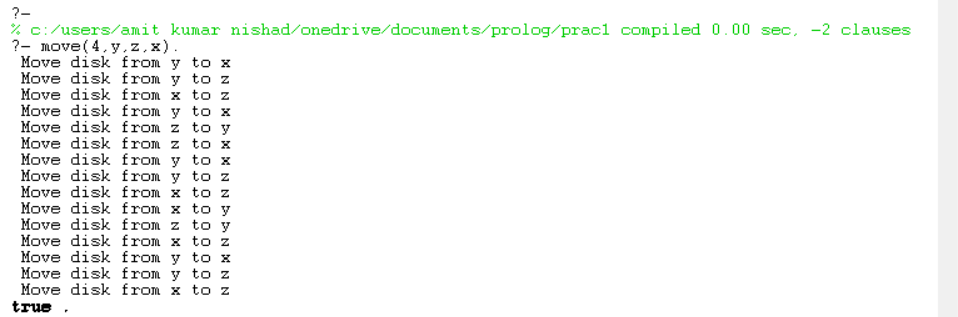 ?-
% c:/users/amit kumar nishad/onedrive/documents/prolog/prac1 compiled 0.00 sec, -2 clauses
?- move(4,y,z,x).
Move disk from y to x
Move disk from y to z
Move disk from x to z
Move disk from y to x
Move disk from z to y
Move disk from z to x
Move disk from y to x
Move disk from y to z
Move disk from x to z
Move disk from x to y
Move disk from z to y
Move disk from x to z
Move disk from y to x
Move disk from y to z
Move disk from x to z
true .